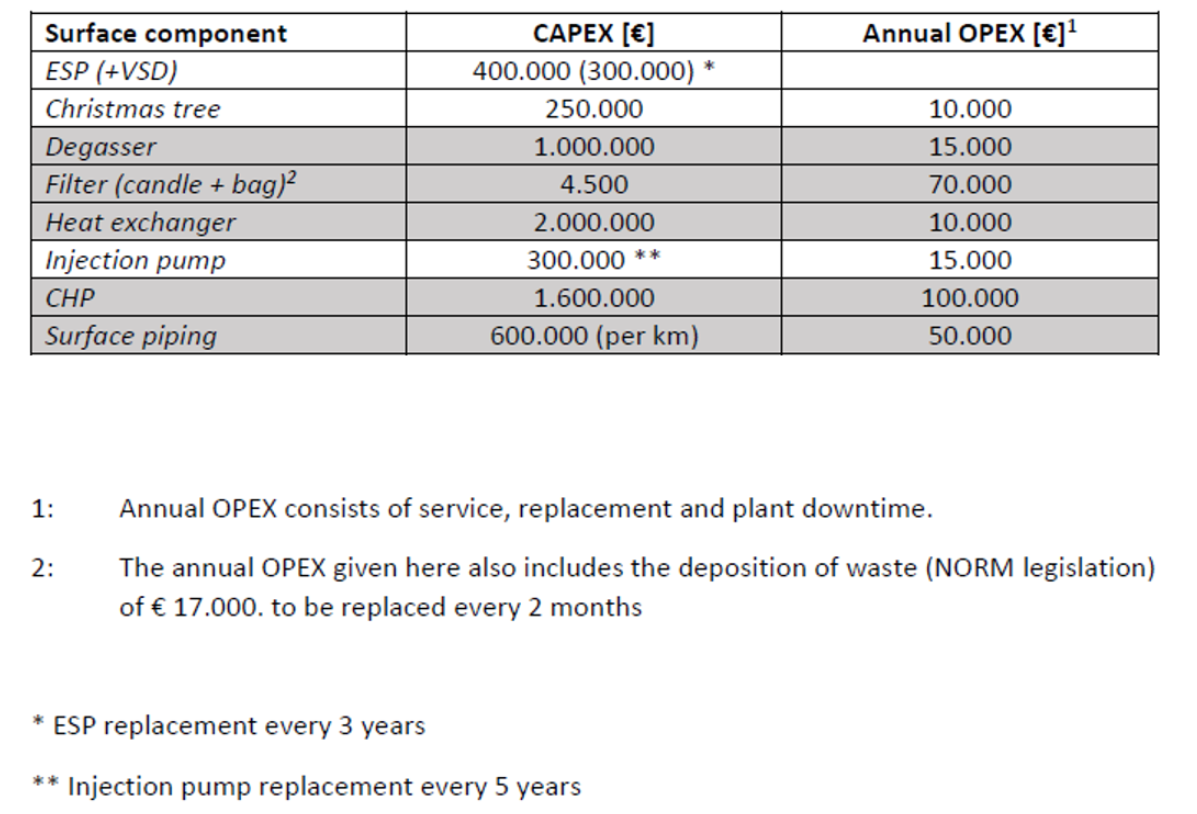 Surface component CAPEX [€] Annual OPEX [€]¹
ESP (+VSD) 400.000 (300.000) *
Christmas tree 250.000 10.000
Degasser 1.000.000 15.000
Filter (candle + bag)² 4.500 70.000
Heat exchanger 2.000.000 10.000
Injection pump 300.000 ** 15.000
CHP 1.600.000 100.000
Surface piping 600.000 (per km) 50.000
1: Annual OPEX consists of service, replacement and plant downtime.
2: The annual OPEX given here also includes the deposition of waste (NORM legislation)
of € 17.000. to be replaced every 2 months
* ESP replacement every 3 years
** Injection pump replacement every 5 years